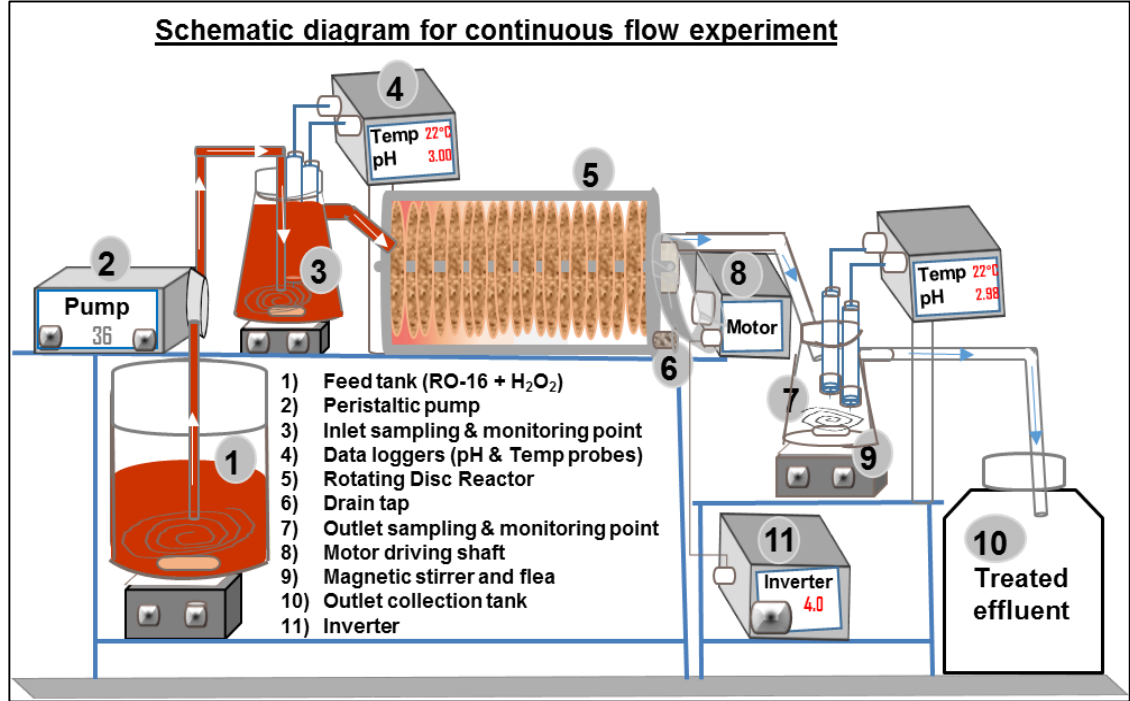 Schematic diagram for continuous flow experiment
4
Temp 22°C
pH 3.00
5
2
Pump
36
3
8
Motor
Temp 22°C
pH 2.98
6
7
9
1
1) Feed tank (RO-16 + H₂O₂)
2) Peristaltic pump
3) Inlet sampling & monitoring point
4) Data loggers (pH & Temp probes)
5) Rotating Disc Reactor
6) Drain tap
7) Outlet sampling & monitoring point
8) Motor driving shaft
9) Magnetic stirrer and flea
10) Outlet collection tank
11) Inverter
11
Inverter
4.0
10
Treated
effluent